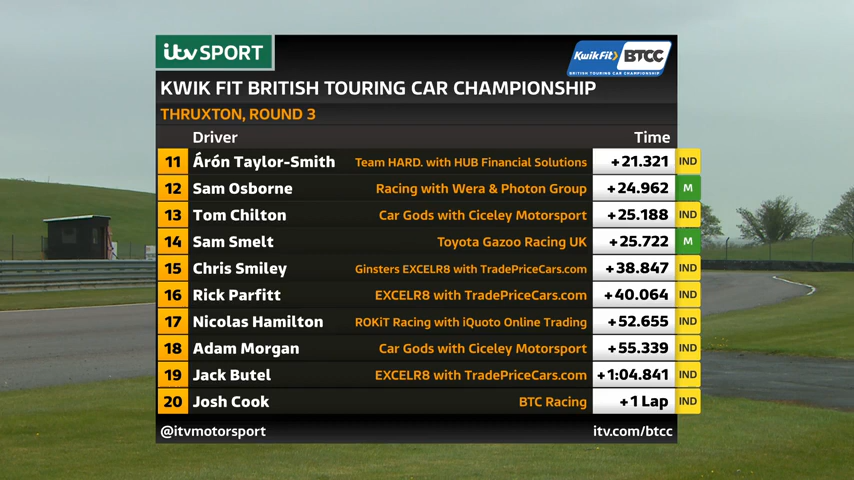 itv SPORT
KwikFit BTCC
BRITISH TOURING CAR CHAMPIONSHIP
KWIK FIT BRITISH TOURING CAR CHAMPIONSHIP
THRUXTON, ROUND 3
Driver Time
11 Árón Taylor-Smith Team HARD. with HUB Financial Solutions +21.321 IND
12 Sam Osborne Racing with Wera & Photon Group +24.962 M
13 Tom Chilton Car Gods with Ciceley Motorsport +25.188 IND
14 Sam Smelt Toyota Gazoo Racing UK +25.722 M
15 Chris Smiley Ginsters EXCELR8 with TradePriceCars.com +38.847 IND
16 Rick Parfitt EXCELR8 with TradePriceCars.com +40.064 IND
17 Nicolas Hamilton ROKiT Racing with iQuoto Online Trading +52.655 IND
18 Adam Morgan Car Gods with Ciceley Motorsport +55.339 IND
19 Jack Butel EXCELR8 with TradePriceCars.com +1:04.841 IND
20 Josh Cook BTC Racing +1 Lap IND
@itvmotorsport itv.com/btcc